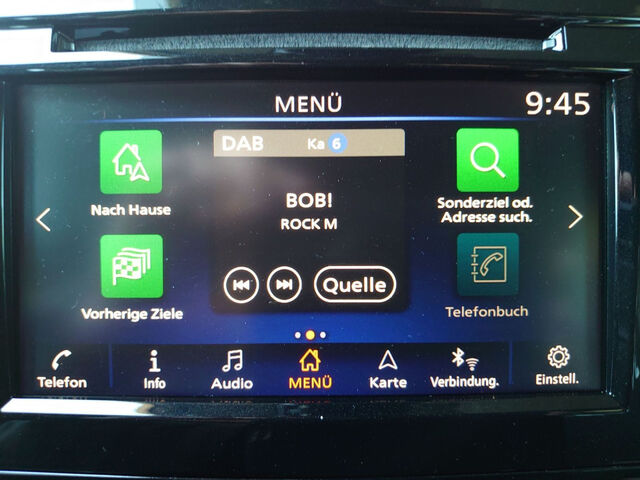 MENÜ
9:45
Nach Hause
DAB Ka 6
BOB!
ROCK M
Quelle
Sonderziel od.
Adresse such.
Vorherige Ziele
Telefonbuch
Telefon
Info
Audio
MENÜ
Karte
Verbindung.
Einstell.